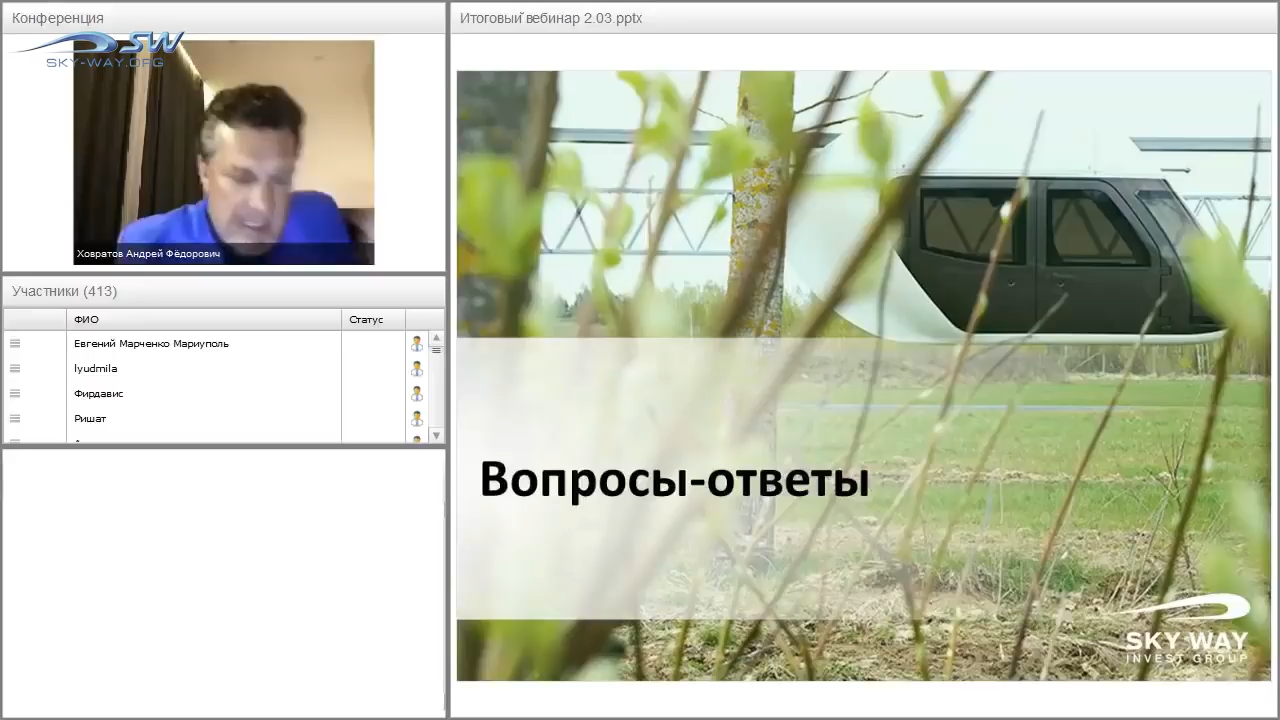 Конференция
SW
SKY-WAY.ORG
Ховратов Андрей Фёдорович
Участники (413)
ФИО
Статус
Евгений Марченко Мариуполь
lyudmila
Фирдавис
Ришат
Итоговый вебинар 2.03.pptx
Вопросы-ответы
SKY WAY
INVEST GROUP